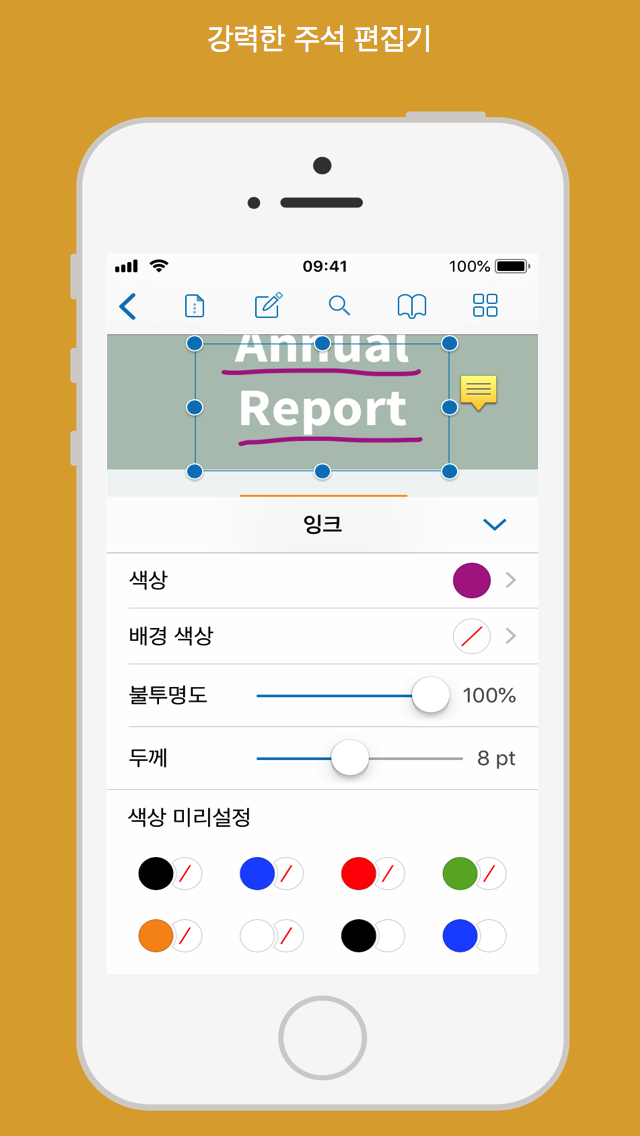 강력한 주석 편집기
09:41
100%
Annual
Report
잉크
색상
배경 색상
불투명도
100%
두께
8 pt
색상 미리설정